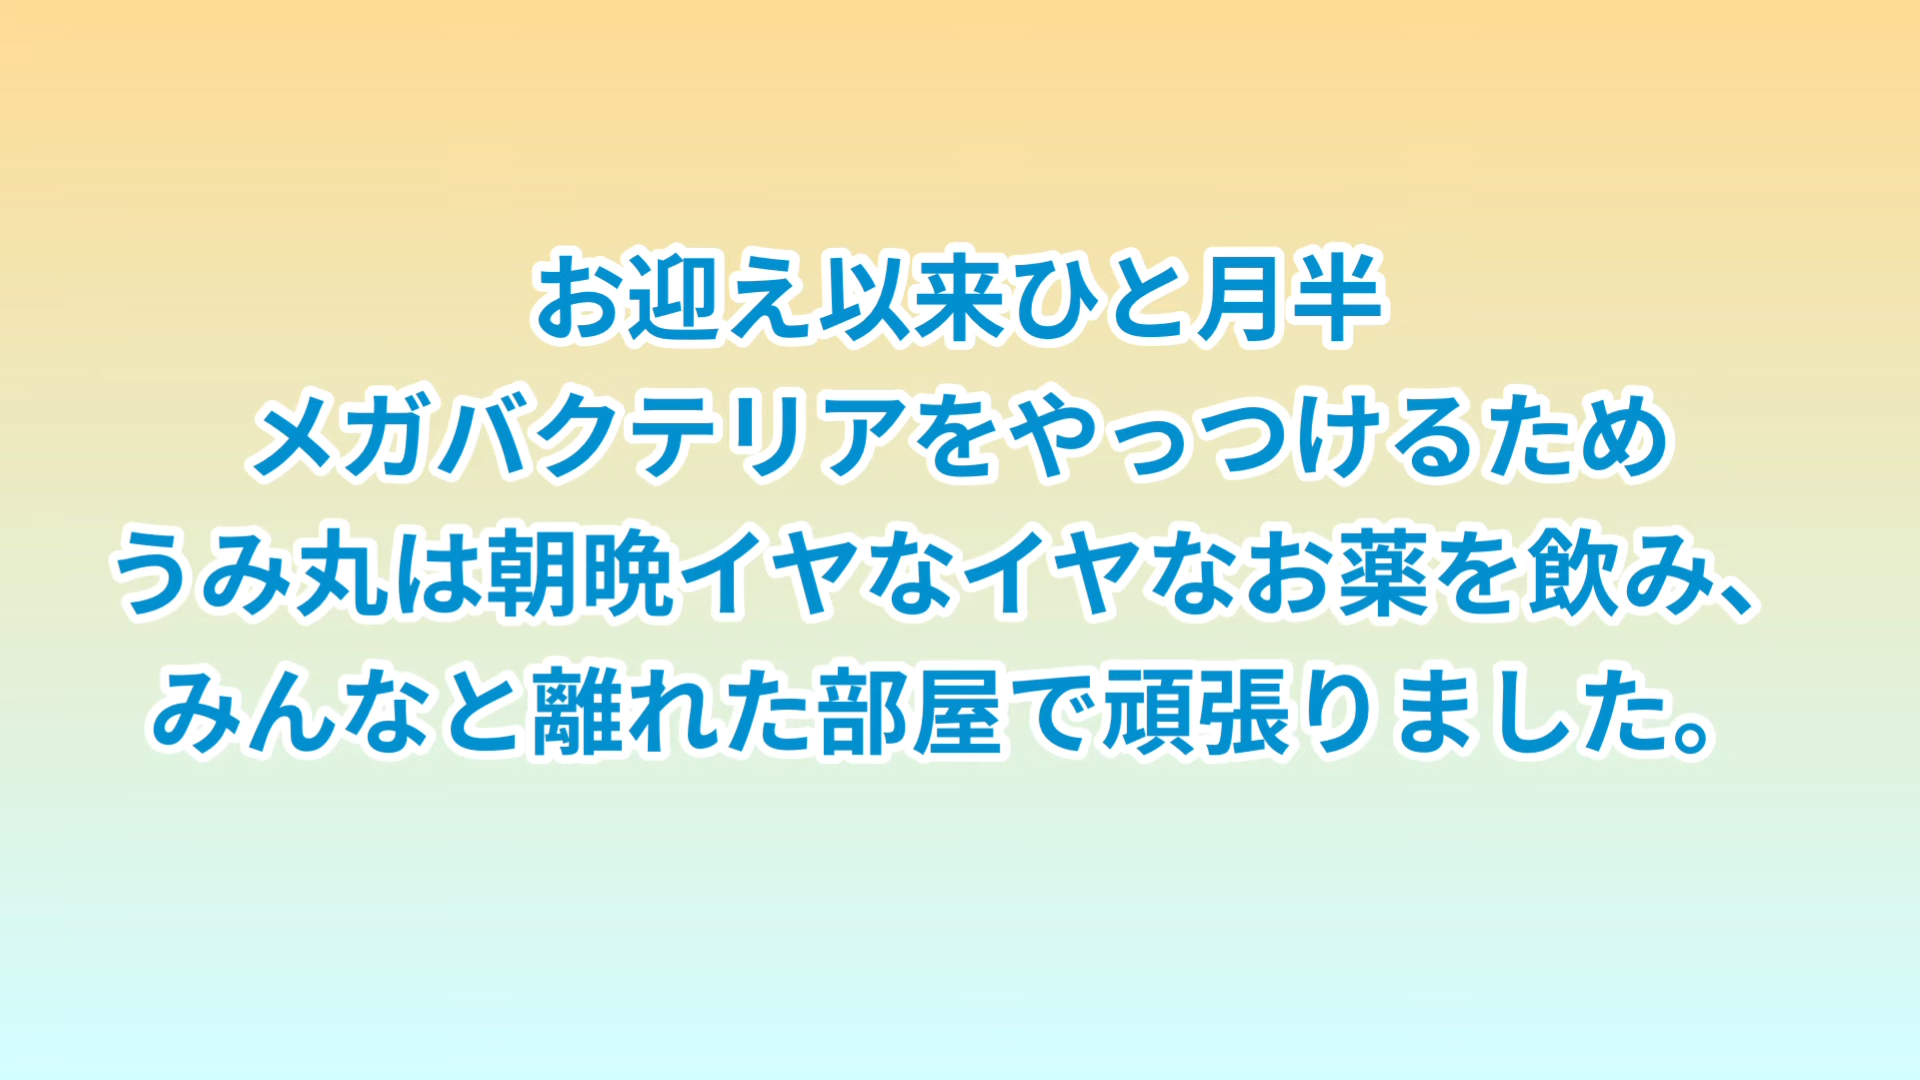 お迎え以来ひと月半
メガバクテリアをやっつけるため
うみ丸は朝晩イヤなイヤなお薬を飲み、
みんなと離れた部屋で頑張りました。